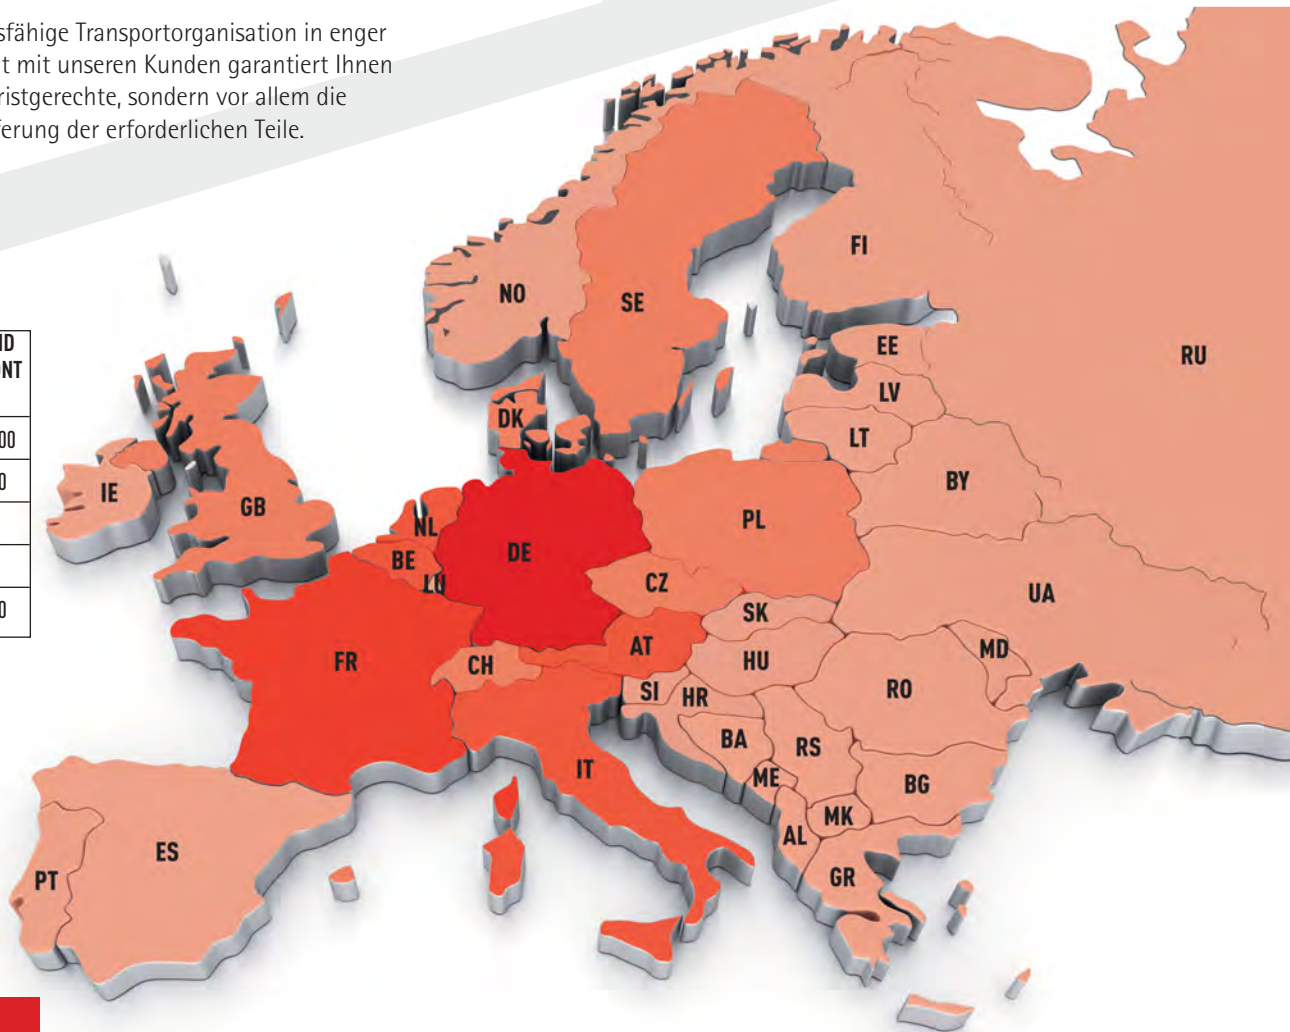 sfähige Transportorganisation in enger
t mit unseren Kunden garantiert Ihnen
ristgerechte, sondern vor allem die
ferung der erforderlichen Teile.
ID
ONT
00
0
0
NO
SE
FI
RU
EE
LV
LT
BY
DK
IE
GB
NL
BE
LU
DE
PL
CZ
SK
UA
MD
FR
CH
AT
HU
RO
SI
HR
BA
RS
ME
BG
MK
AL
GR
IT
ES
PT